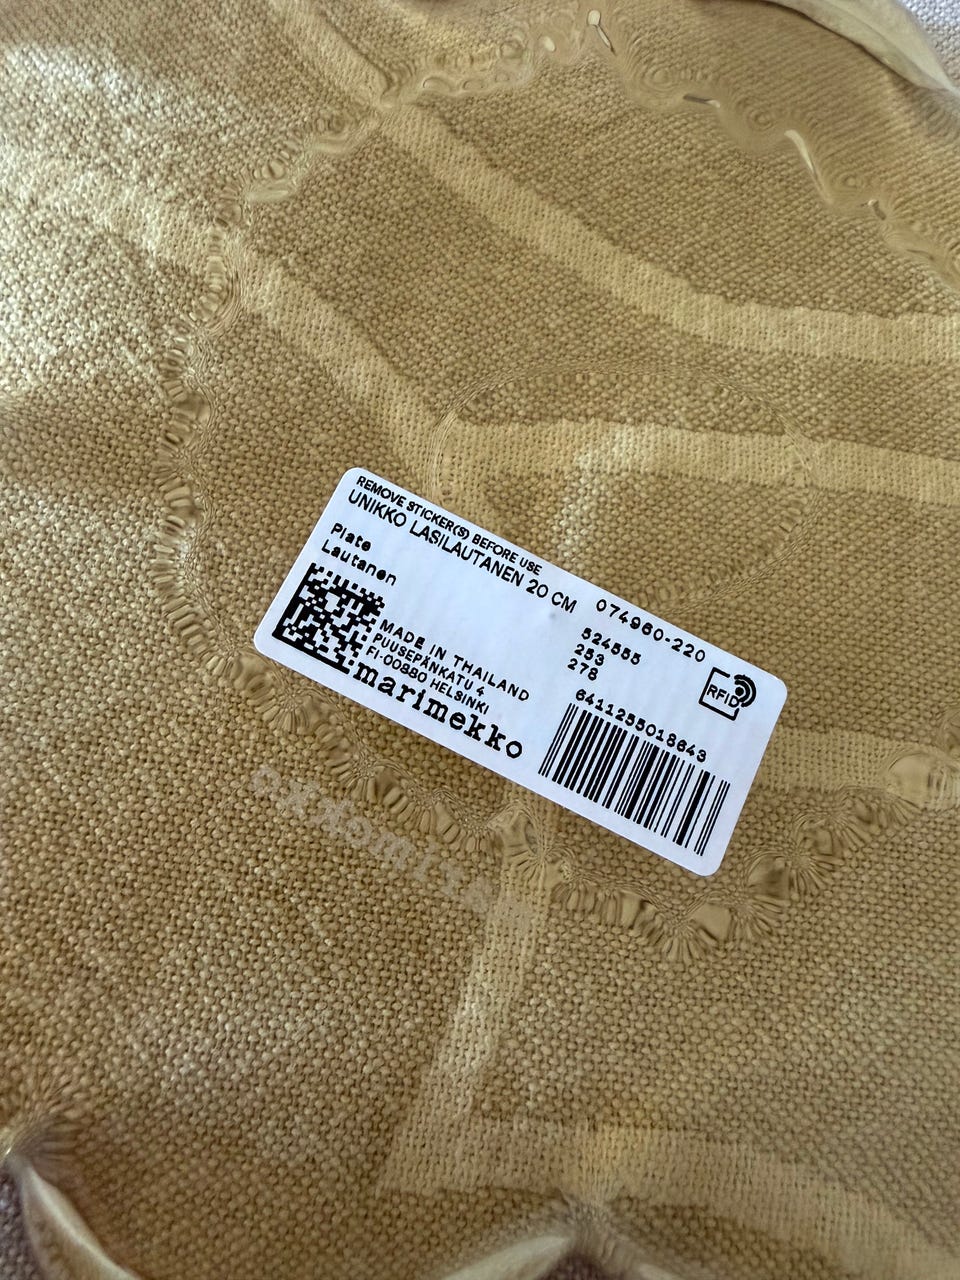 REMOVE STICKER(S) BEFORE USE
UNIKKO LASILAUTANEN 20 CM
Plate
Lautanen
074960-220
524555
253
278
RFID
MADE IN THAILAND
PUUSEPÄNKATU 4
FI-00880 HELSINKI
marimekko
6411255018643